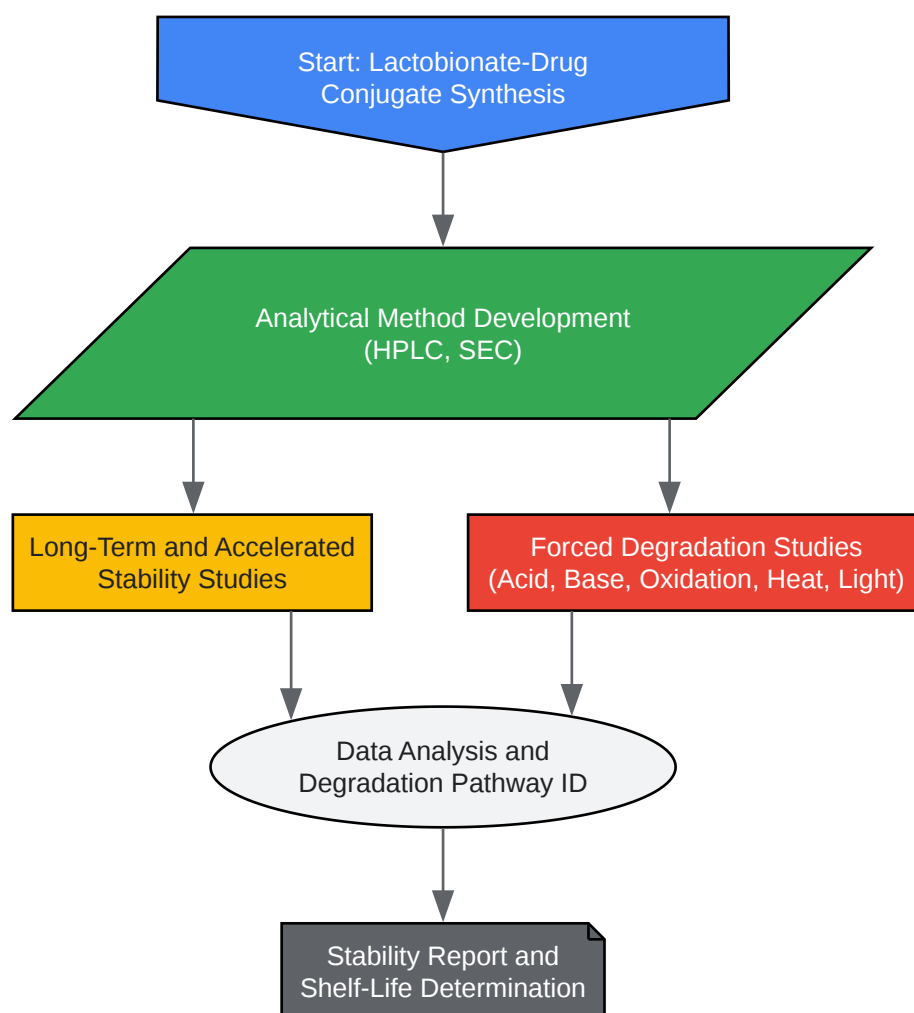 Start: Lactobionate-Drug
Conjugate Synthesis
Analytical Method Development
(HPLC, SEC)
Long-Term and Accelerated
Stability Studies
Forced Degradation Studies
(Acid, Base, Oxidation, Heat, Light)
Data Analysis and
Degradation Pathway ID
Stability Report and
Shelf-Life Determination